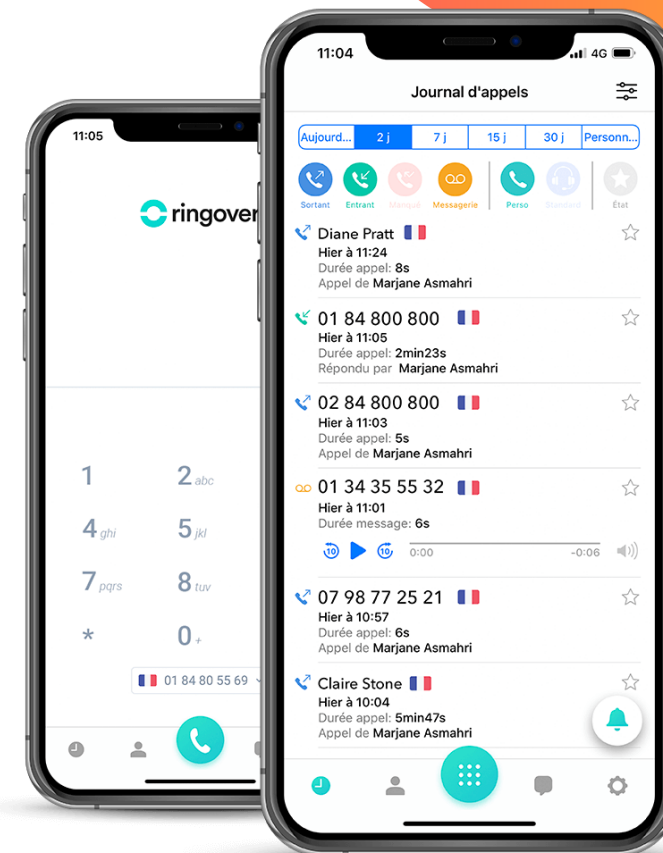 11:04
4G
Journal d'appels
Aujourd... 2 j 7 j 15 j 30 j Personn...
Sortant Entrant Manqué Messagerie Perso Standard État
Diane Pratt
Hier à 11:24
Durée appel: 8s
Appel de Marjane Asmahri
01 84 800 800
Hier à 11:05
Durée appel: 2min23s
Répondu par Marjane Asmahri
02 84 800 800
Hier à 11:03
Durée appel: 5s
Appel de Marjane Asmahri
01 34 35 55 32
Hier à 11:01
Durée message: 6s
10 10 0:00 -0:06
07 98 77 25 21
Hier à 10:57
Durée appel: 6s
Appel de Marjane Asmahri
Claire Stone
Hier à 10:04
Durée appel: 5min47s
Appel de Marjane Asmahri
11:05
ringover
1 2 abc
4 ghi 5 jkl
7 pqrs 8 tuv
* 0 +
01 84 80 55 69